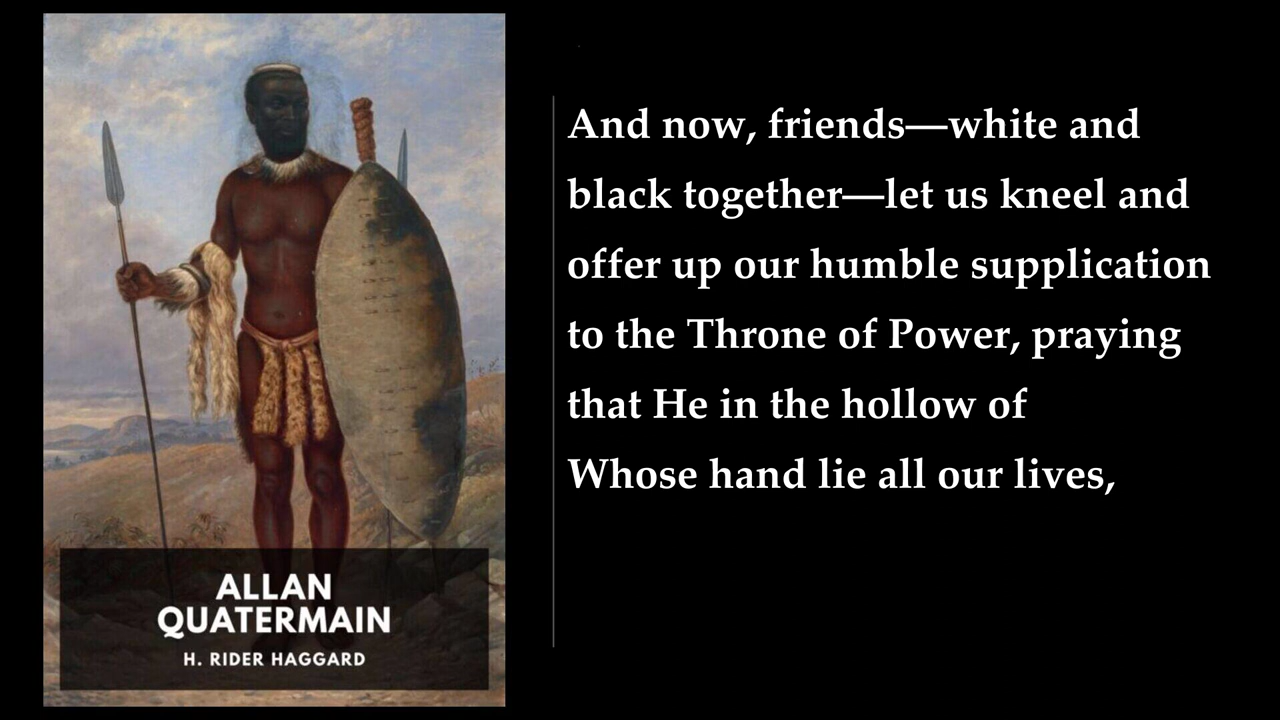 ALLAN
QUATERMAIN
H. RIDER HAGGARD
And now, friends—white and
black together—let us kneel and
offer up our humble supplication
to the Throne of Power, praying
that He in the hollow of
Whose hand lie all our lives,